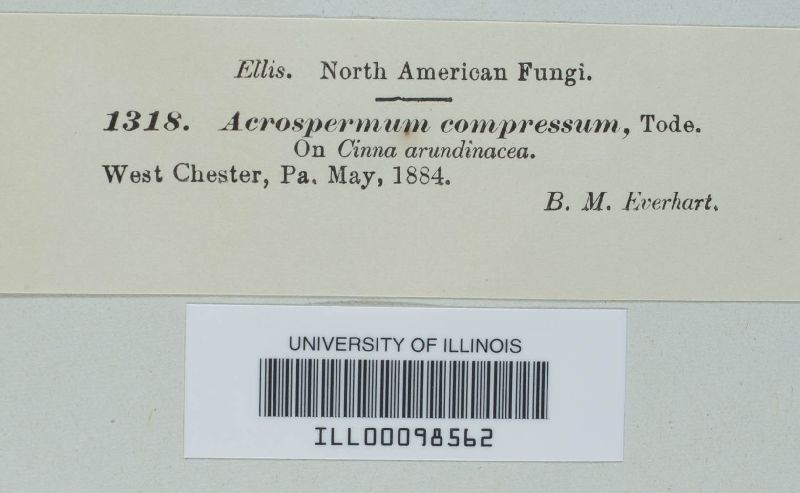 Ellis. North American Fungi.
1318. Acrospermum compressum, Tode.
On Cinna arundinacea.
West Chester, Pa. May, 1884.
B. M. Everhart.
UNIVERSITY OF ILLINOIS
ILL00098562